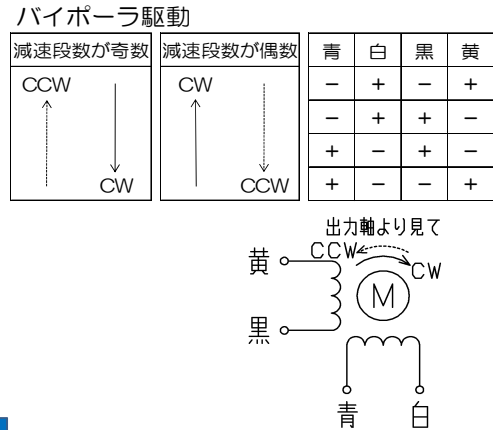 バイポーラ駆動
減速段数が奇数 減速段数が偶数 青 白 黒 黄
CCW CW − + − +
− + + −
+ − + −
CW CCW + − − +
出力軸より見て
CCW CW
黄
M
黒
青 白